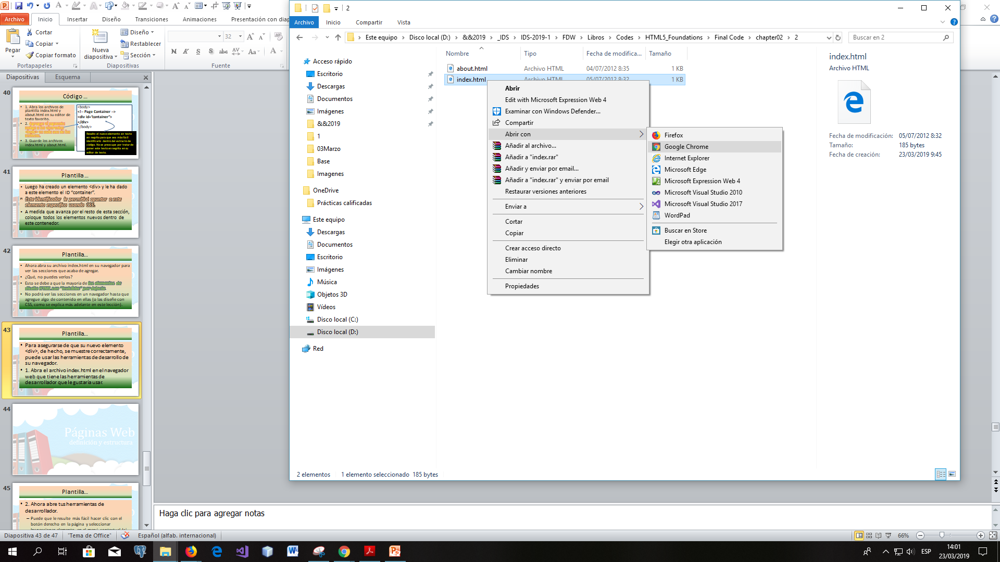 Archivo
Inicio
Insertar
Diseño
Transiciones
Animaciones
Presentación con diap
Pegar
Cortar
Copiar
Copiar formato
Portapapeles
Nueva
diapositiva
Diseño
Restablecer
Sección
Diapositivas
32
N K S S abc AV Aa A
Fuente
Diapositivas
Esquema
40
Código ...
• 1. Abra los archivos de
plantilla index.html y
about.html en su editor de
texto favorito.
• 3. Guarde los archivos
index.html y about.html.
<body>
<!-- Page Container -->
<div id="container">
</div>
</body>
Resalto el nuevo elemento en texto
en negrita para que sea más fácil
identificarlo dentro del extracto de
código. No se preocupe por tratar de
poner este texto en negrita en su
editor de texto.
41
Plantilla ...
• Luego ha creado un elemento <div> y le ha dado
a este elemento el ID "container".
• Este identificador le permitirá apuntar a este
elemento específico usando CSS.
• A medida que avanza por el resto de esta sección,
coloque todos los elementos nuevos dentro de
este contenedor.
42
Plantilla...
• Ahora abra su archivo index.html en su navegador para
ver las secciones que acaba de agregar.
• ¿Qué, no puedes verlos?
• Esto se debe a que la mayoría de los elementos de
diseño HTML son "invisibles" por defecto.
• No podrá ver las secciones en un navegador hasta que
agregue algo de contenido en ellas (o las diseñe con
CSS, como se explica más adelante en este lección).
43
Plantilla...
• Para asegurarse de que su nuevo elemento
<div>, de hecho, se muestre correctamente,
puede usar las herramientas de desarrollo de
su navegador.
• 1. Abra el archivo index.html en el navegador
web que tiene las herramientas de
desarrollador que le gustaría usar.
44
Páginas Web
definición y estructura
45
Plantilla...
• 2. Ahora abre tus herramientas de
desarrollador.
– Puede que le resulte más fácil hacer clic con el
botón derecho en la página y seleccionar
2
Archivo
Inicio
Compartir
Vista
Este equipo > Disco local (D:) > &&2019 > _IDS > IDS-2019-1 > FDW > Libros > Codes > HTML5_Foundations > Final Code > chapter02 > 2
Buscar en 2
Acceso rápido
Escritorio
Descargas
Documentos
Imágenes
&&2019
1
03Marzo
Base
Imagenes
OneDrive
Prácticas calificadas
Este equipo
Descargas
Documentos
Escritorio
Imágenes
Música
Objetos 3D
Vídeos
Disco local (C:)
Disco local (D:)
Red
Nombre Tipo Fecha de modifica... Tamaño
about.html Archivo HTML 04/07/2012 8:35 1 KB
index.html Archivo HTML 05/07/2012 8:32 1 KB
Abrir
Edit with Microsoft Expression Web 4
Examinar con Windows Defender...
Compartir
Abrir con
Añadir al archivo...
Añadir a "index.rar"
Añadir y enviar por email...
Añadir a "index.rar" y enviar por email
Restaurar versiones anteriores
Enviar a
Cortar
Copiar
Crear acceso directo
Eliminar
Cambiar nombre
Propiedades
Firefox
Google Chrome
Internet Explorer
Microsoft Edge
Microsoft Expression Web 4
Microsoft Visual Studio 2010
Microsoft Visual Studio 2017
WordPad
Buscar en Store
Elegir otra aplicación
index.html
Archivo HTML
Fecha de modificación: 05/07/2012 8:32
Tamaño: 185 bytes
Fecha de creación: 23/03/2019 9:45
2 elementos
1 elemento seleccionado 185 bytes
Haga clic para agregar notas
Diapositiva 43 de 47
"Tema de Office"
Español (alfab. internacional)
66%
ESP
14:01
23/03/2019